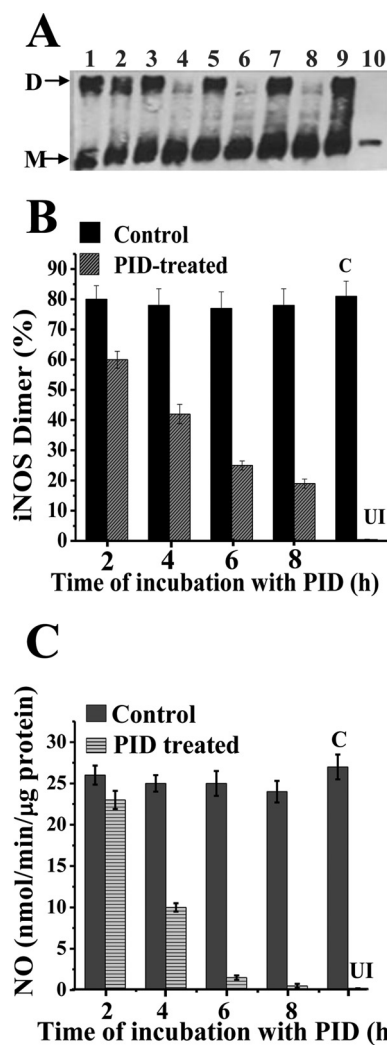 A
1 2 3 4 5 6 7 8 9 10
D
M
B
Control
PID-treated
C
90
80
70
60
50
40
30
20
10
0
iNOS Dimer (%)
UI
2 4 6 8
Time of incubation with PID (h)
C
Control
PID treated
C
25
20
15
10
5
0
NO (nmol/min/µg protein)
UI
2 4 6 8
Time of incubation with PID (h